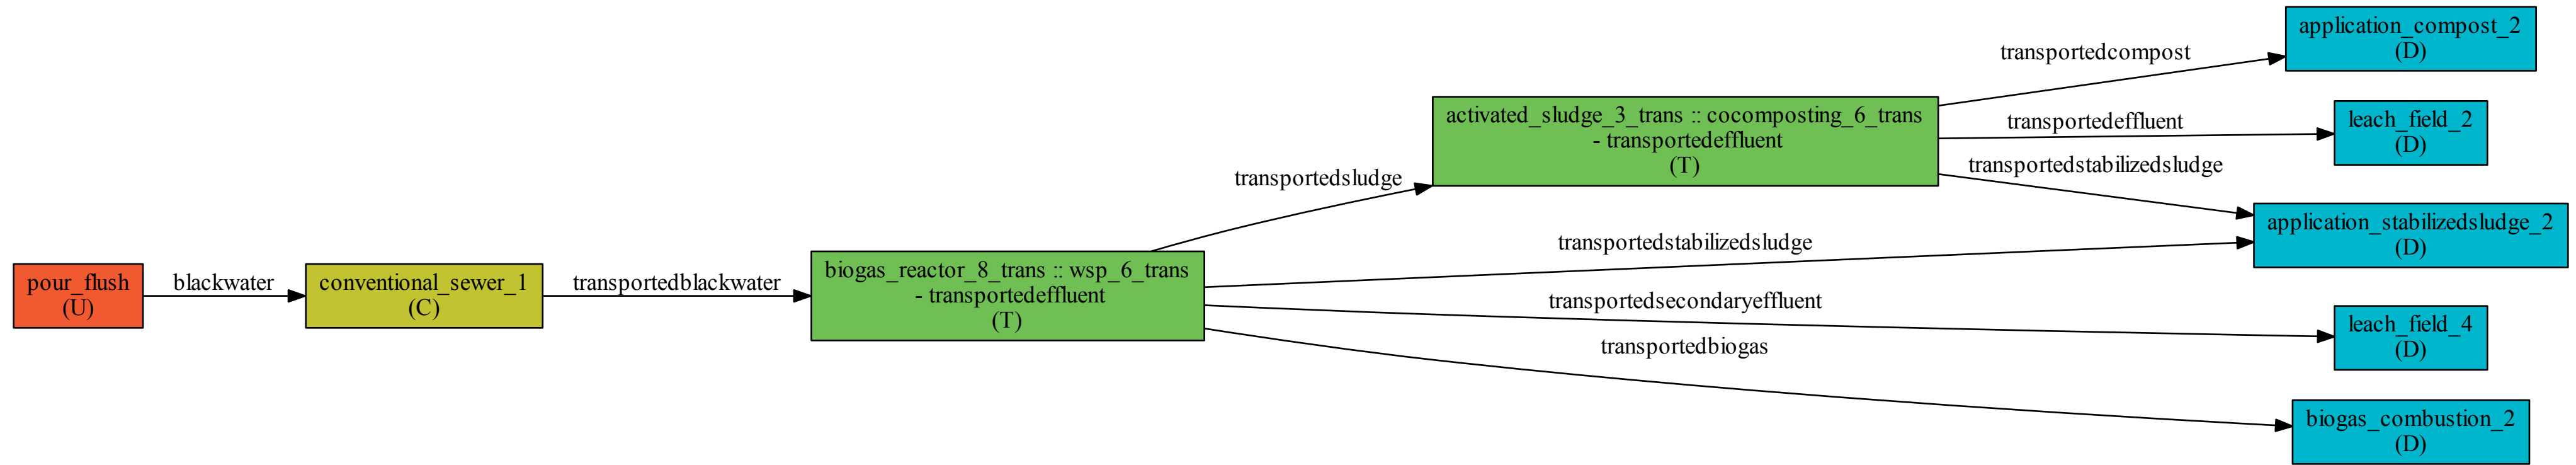 pour_flush
(U)
blackwater
conventional_sewer_1
(C)
transportedblackwater
biogas_reactor_8_trans :: wsp_6_trans
- transportedeffluent
(T)
transportedsludge
activated_sludge_3_trans :: cocomposting_6_trans
- transportedeffluent
(T)
transportedcompost
application_compost_2
(D)
transportedeffluent
leach_field_2
(D)
transportedstabilizedsludge
application_stabilizedsludge_2
(D)
transportedstabilizedsludge
transportedsecondaryeffluent
leach_field_4
(D)
transportedbiogas
biogas_combustion_2
(D)